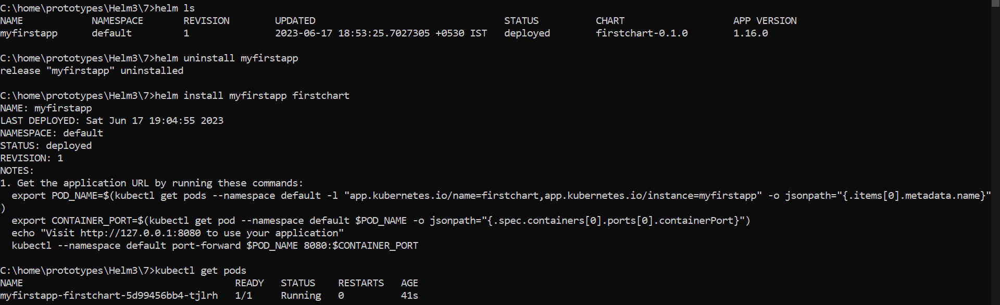 C:\home\prototypes\Helm3\7>helm ls
NAME            NAMESPACE       REVISION        UPDATED                                 STATUS          CHART                   APP VERSION
myfirstapp      default         1               2023-06-17 18:53:25.7027305 +0530 IST   deployed        firstchart-0.1.0        1.16.0
C:\home\prototypes\Helm3\7>helm uninstall myfirstapp
release "myfirstapp" uninstalled
C:\home\prototypes\Helm3\7>helm install myfirstapp firstchart
NAME: myfirstapp
LAST DEPLOYED: Sat Jun 17 19:04:55 2023
NAMESPACE: default
STATUS: deployed
REVISION: 1
NOTES:
1. Get the application URL by running these commands:
  export POD_NAME=$(kubectl get pods --namespace default -l "app.kubernetes.io/name=firstchart,app.kubernetes.io/instance=myfirstapp" -o jsonpath="{.items[0].metadata.name}"
)
  export CONTAINER_PORT=$(kubectl get pod --namespace default $POD_NAME -o jsonpath="{.spec.containers[0].ports[0].containerPort}")
  echo "Visit http://127.0.0.1:8080 to use your application"
  kubectl --namespace default port-forward $POD_NAME 8080:$CONTAINER_PORT
C:\home\prototypes\Helm3\7>kubectl get pods
NAME                                     READY   STATUS    RESTARTS   AGE
myfirstapp-firstchart-5d99456bb4-tjlrh   1/1     Running   0          41s